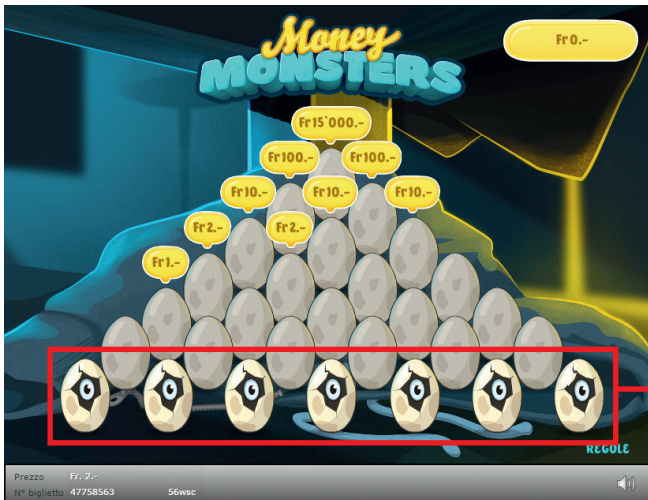 Money
MONSTERS
Fr 0.-
Fr15`000.-
Fr100.- Fr100.-
Fr10.- Fr10.- Fr10.-
Fr2.- Fr2.-
Fr1.-
REGOLE
Prezzo Fr. 2.-
N° biglietto 47758563 56wsc